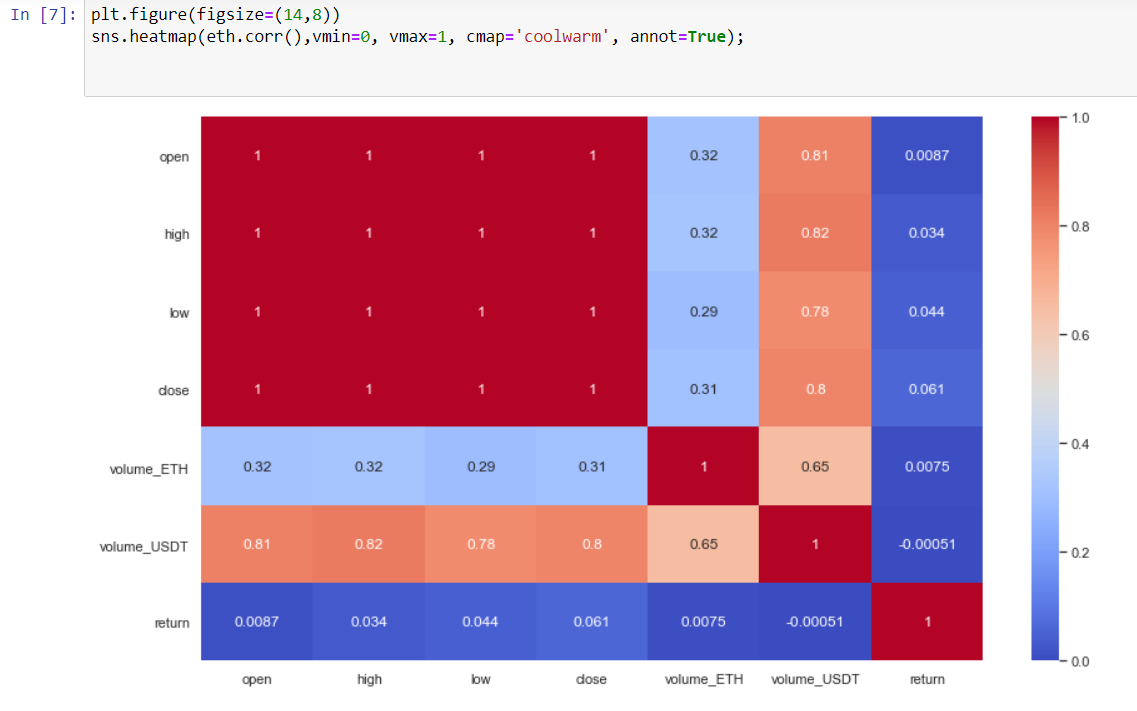 In [7]: plt.figure(figsize=(14,8))
sns.heatmap(eth.corr(),vmin=0, vmax=1, cmap='coolwarm', annot=True);
1.0
open 1 1 1 1 0.32 0.81 0.0087
0.8
high 1 1 1 1 0.32 0.82 0.034
low 1 1 1 1 0.29 0.78 0.044
0.6
close 1 1 1 1 0.31 0.8 0.061
0.4
volume_ETH 0.32 0.32 0.29 0.31 1 0.65 0.0075
volume_USDT 0.81 0.82 0.78 0.8 0.65 1 -0.00051
0.2
return 0.0087 0.034 0.044 0.061 0.0075 -0.00051 1
0.0
open high low close volume_ETH volume_USDT return